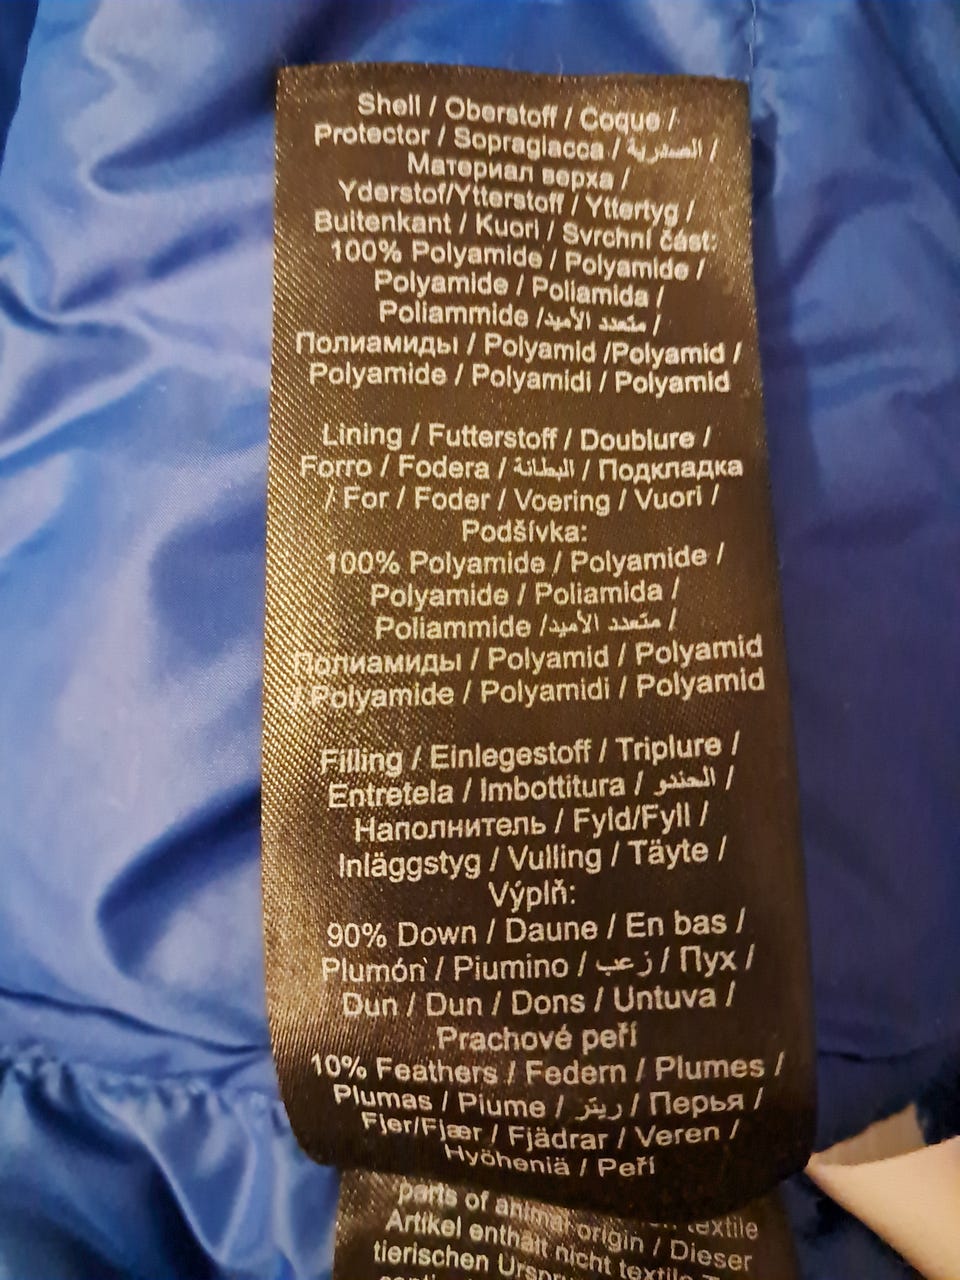 Shell / Oberstoff / Coque /
Protector / Sopraglacca / الصنفرية /
Материал верха /
Yderstof/Ytterstoff / Yttertyg /
Buitenkant / Kuori / Svrchní část:
100% Polyamide / Polyamide /
Polyamide / Poliamida /
Poliammide / متعدد الأميد /
Полиамиды / Polyamid /Polyamid /
Polyamide / Polyamidi / Polyamid
Lining / Futterstoff / Doublure /
Forro / Fodera / البطانة / Подкладка
/ For / Foder / Voering / Vuori /
Podšívka:
100% Polyamide / Polyamide /
Polyamide / Poliamida /
Poliammide / متعدد الأميد /
Полиамиды / Polyamid / Polyamid
/ Polyamide / Polyamidi / Polyamid
Filling / Einlegestoff / Triplure /
Entretela / Imbottitura / الحشو /
Наполнитель / Fyld/Fyll /
Inläggstyg / Vulling / Täyte /
Výplň:
90% Down / Daune / En bas /
Plumón / Piumino / زغب / Пух /
Dun / Dun / Dons / Untuva /
Prachové peří
10% Feathers / Federn / Plumes /
Plumas / Piume / ريتز / Перья /
Fjer/Fjær / Fjädrar / Veren /
Hyöheniä / Peří
parts of animal origin / Dieser
Artikel enthält nicht textile
tierischen